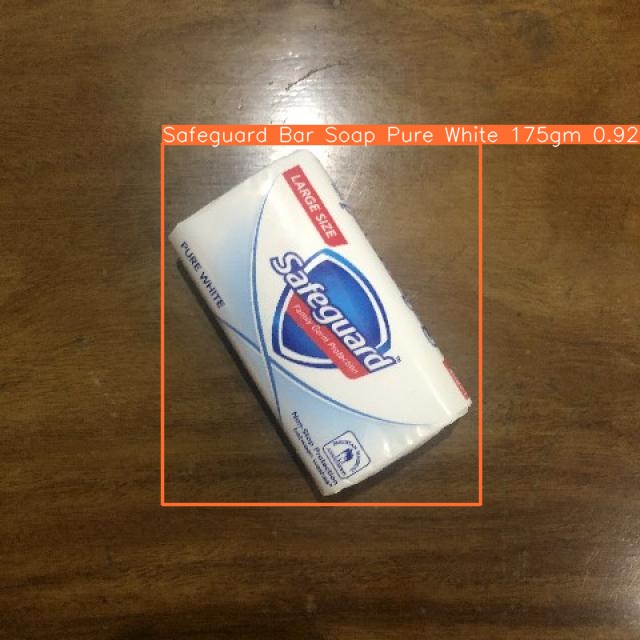 Safeguard Bar Soap Pure White 175gm 0.92
LARGE SIZE
PURE WHITE
Safeguard
Family Germ Protection
Non-Stop Protection